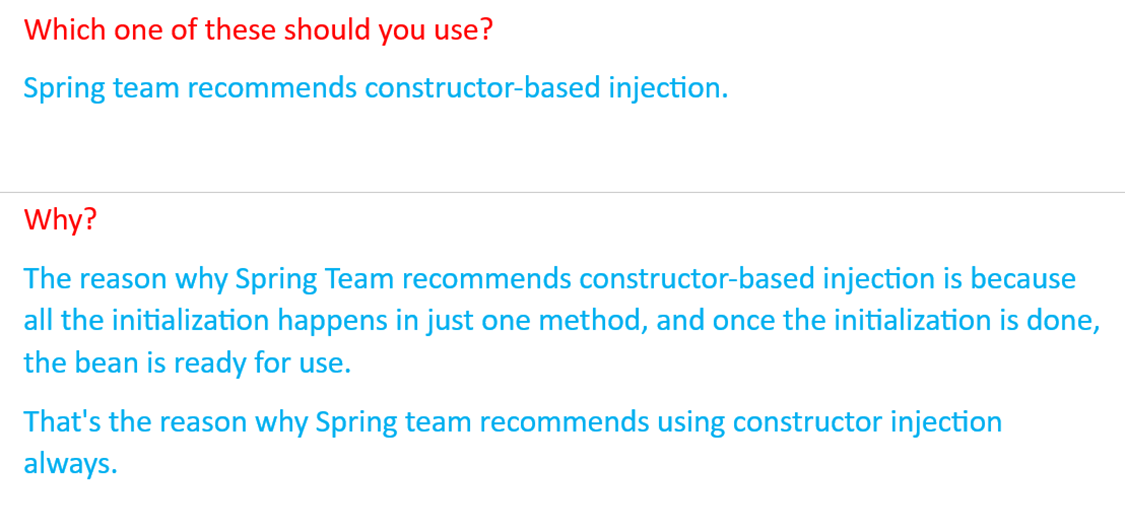 Which one of these should you use?
Spring team recommends constructor-based injection.
Why?
The reason why Spring Team recommends constructor-based injection is because
all the initialization happens in just one method, and once the initialization is done,
the bean is ready for use.
That's the reason why Spring team recommends using constructor injection
always.